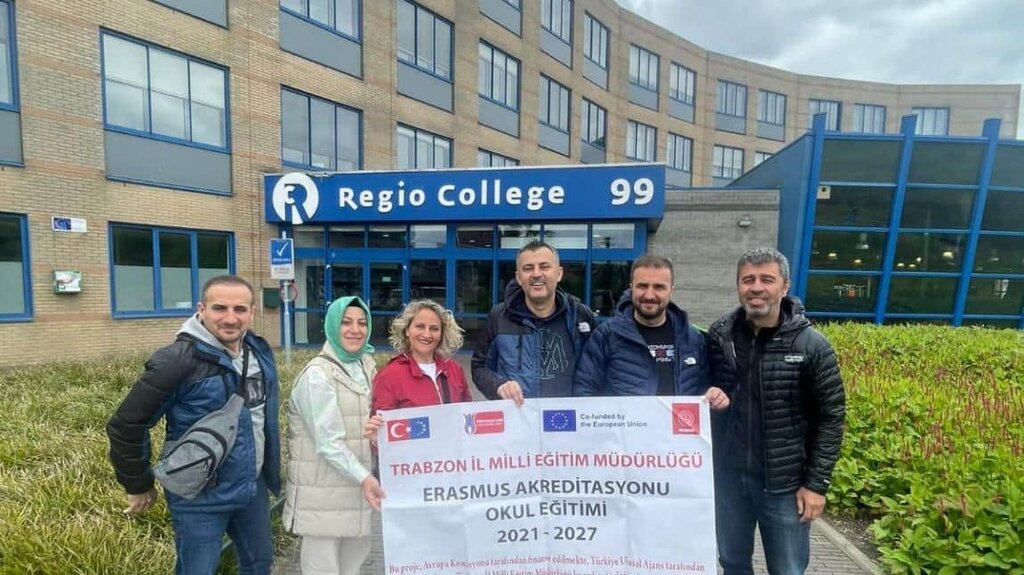 Regio College 99
Co-funded by
the European Union
TRABZON İL MİLLİ EĞİTİM MÜDÜRLÜĞÜ
ERASMUS AKREDİTASYONU
OKUL EĞİTİMİ
2021 - 2027
Bu proje, Avrupa Komisyonu tarafından finanse edilmekte, Türkiye Ulusal Ajansı tarafından